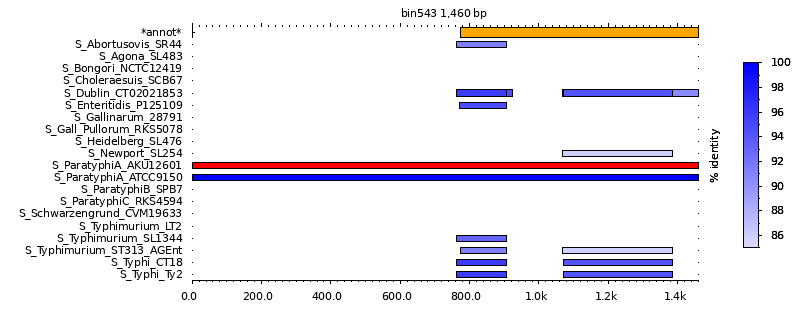 bin543 1,460 bp
*annot*
S_Abortusovis_SR44
S_Agona_SL483
S_Bongori_NCTC12419
S_Choleraesuis_SCB67
S_Dublin_CT02021853
S_Enteritidis_P125109
S_Gallinarum_28791
S_Gall_Pullorum_RKS5078
S_Heidelberg_SL476
S_Newport_SL254
S_ParatyphiA_AKU12601
S_ParatyphiA_ATCC9150
S_ParatyphiB_SPB7
S_ParatyphiC_RKS4594
S_Schwarzengrund_CVM19633
S_Typhimurium_LT2
S_Typhimurium_SL1344
S_Typhimurium_ST313_AGEnt
S_Typhi_CT18
S_Typhi_Ty2
0.0 200.0 400.0 600.0 800.0 1.0k 1.2k 1.4k
% identity
100
98
96
94
92
90
88
86